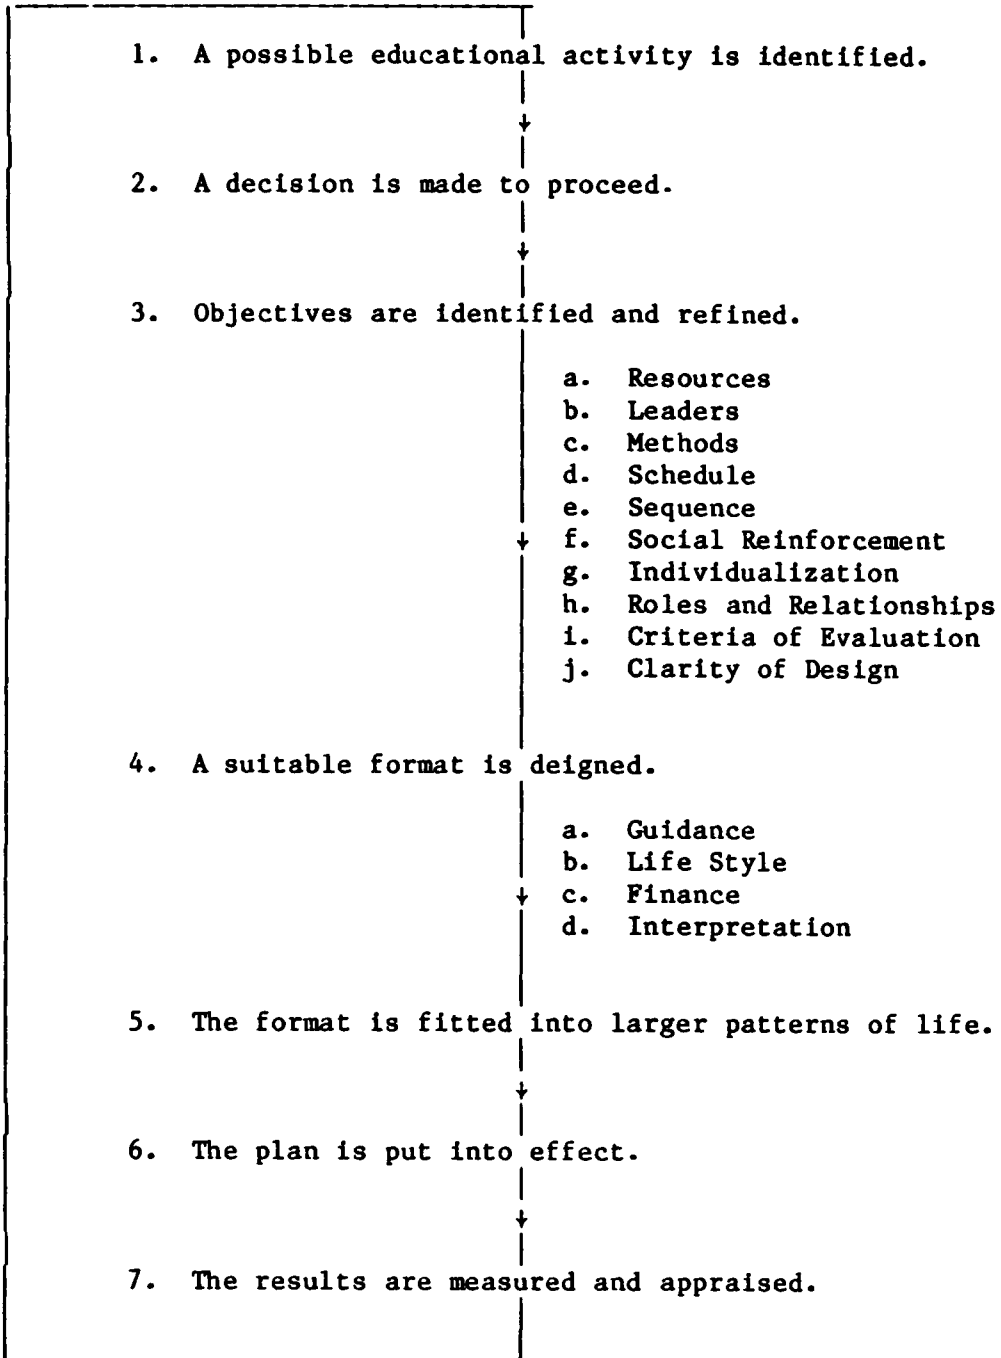 1. A possible educational activity is identified.
2. A decision is made to proceed.
3. Objectives are identified and refined.
a. Resources
b. Leaders
c. Methods
d. Schedule
e. Sequence
f. Social Reinforcement
g. Individualization
h. Roles and Relationships
i. Criteria of Evaluation
j. Clarity of Design
4. A suitable format is deigned.
a. Guidance
b. Life Style
c. Finance
d. Interpretation
5. The format is fitted into larger patterns of life.
6. The plan is put into effect.
7. The results are measured and appraised.